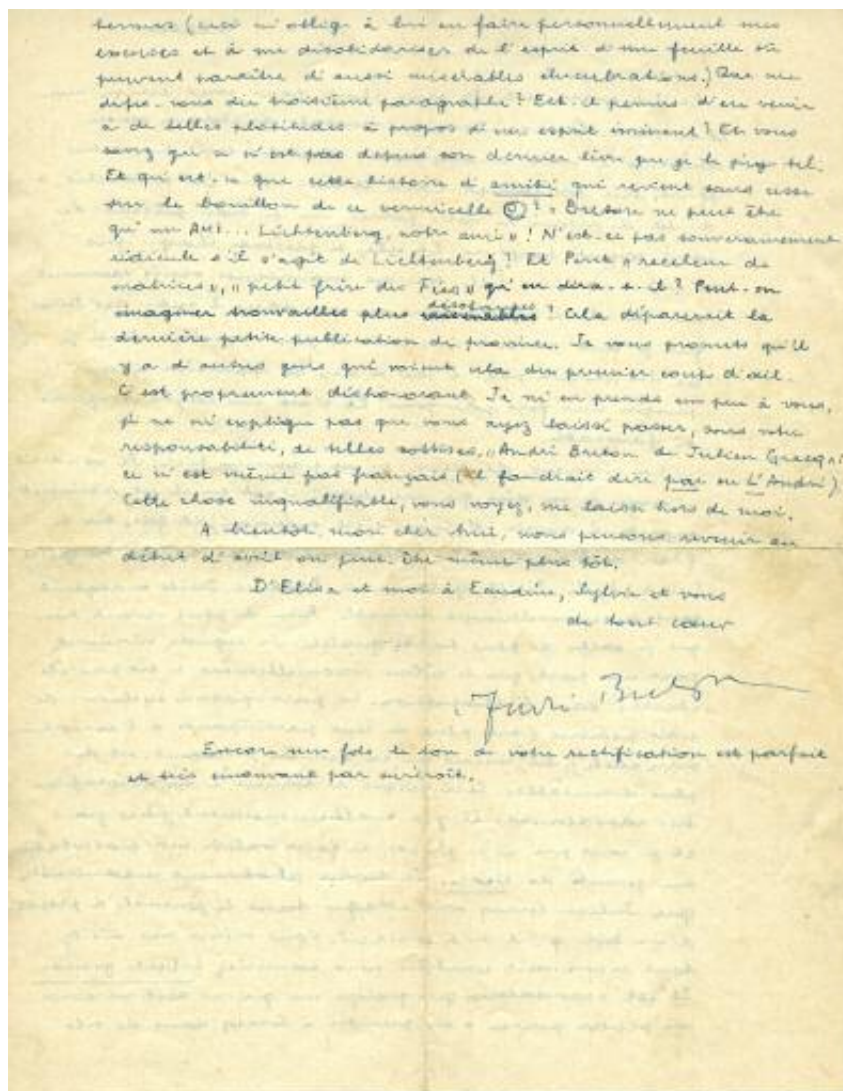 termes (ceci m'oblige à lui en faire personnellement mes
excuses et à me désolidariser de l'esprit d'une feuille où
peuvent paraître d'aussi misérables élucubrations.) Que me
dites-vous du troisième paragraphe? Est-il permis d'en venir
à de telles platitudes à propos d'un esprit éminent? Et vous
savez que ce n'est pas depuis son dernier livre que je le juge tel.
Et qu'est-ce que cette histoire d'amitié qui revient sans cesse
sur le bouillon de ce vermicelle ? "Breton ne peut être
qu'un Ami... Lichtenberg, notre ami"! N'est-ce pas souverainement
ridicule s'il s'agit de Lichtenberg! Et Péret "receleur de
matrices", "petit frère des Fées" qu'en dira-t-il? Peut-on
imaginer trouvailles plus
! Cela déparerait la
dernière petite publication de province. Je vous promets qu'il
y a d'autres que qui voient cela du premier coup d'œil.
C'est proprement déshonorant. Je m'en prends un peu à vous,
je ne m'explique pas que vous ayez laissé passer, sous votre
responsabilité, de telles sottises. "André Breton de Julien Gracq":
ce n'est même pas français (il faudrait dire par ou L'André).
Cette chose inqualifiable, vous voyez, me laisse hors de moi.
A bientôt, mon cher Ami, nous pensons revenir au
début d'avril ou peut-être même plus tôt.
D'Elisa et moi à
, Sylvie et vous
de tout cœur
André Breton
Encore une fois le ton de votre rectification est parfait
et très émouvant par surcroît.